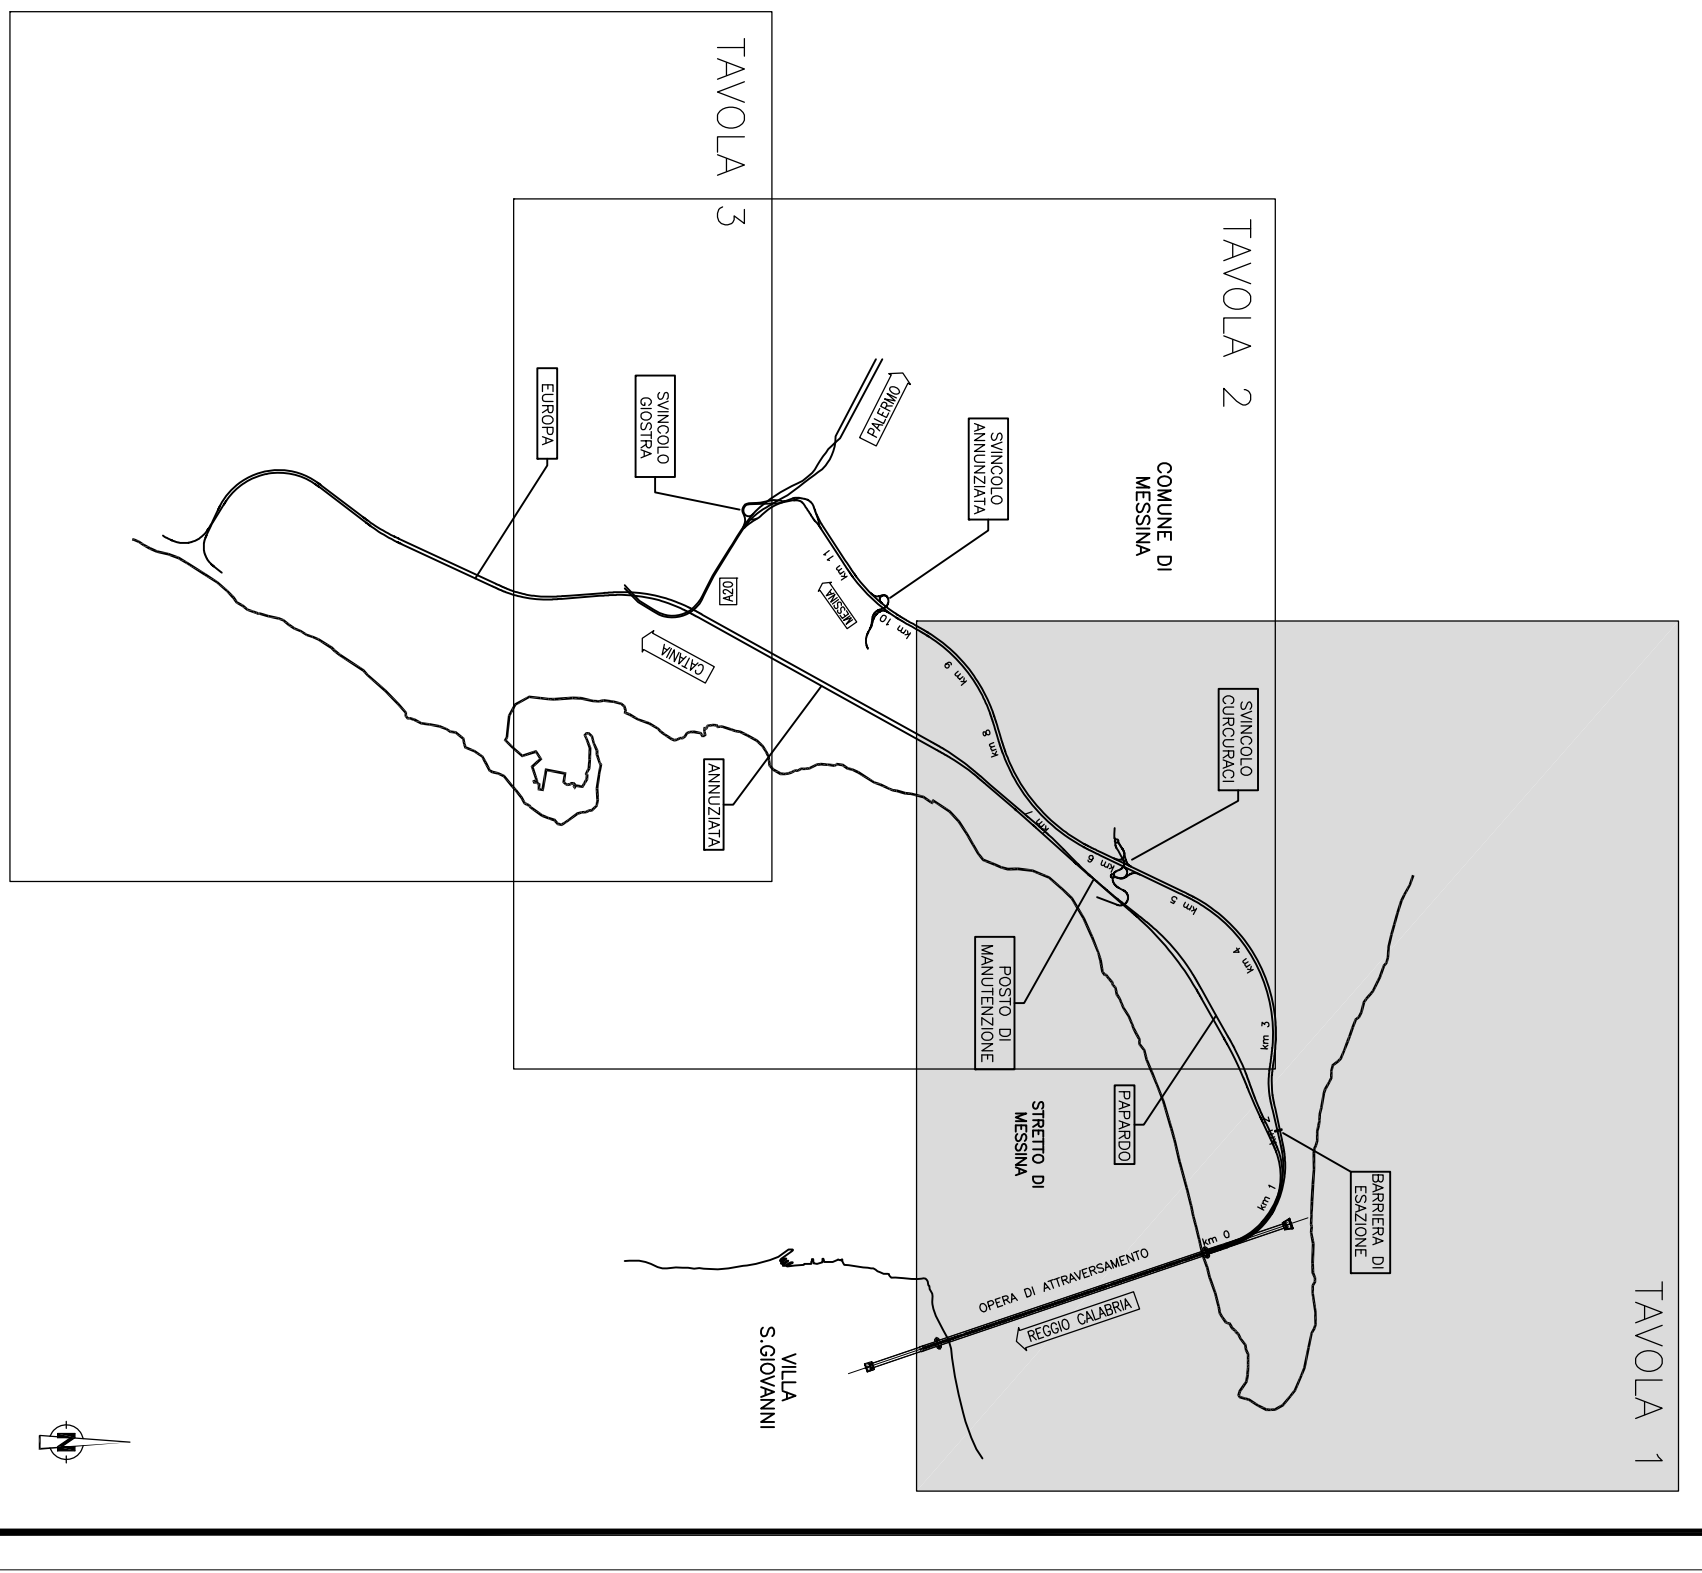 TAVOLA 1
TAVOLA 2
TAVOLA 3
COMUNE DI
MESSINA
PALERMO
SVINCOLO
ANNUNZIATA
SVINCOLO
GIOSTRA
EUROPA
A20
MESSINA
CATANIA
ANNUZIATA
SVINCOLO
CURCURACI
POSTO DI
MANUTENZIONE
PAPARDO
STRETTO DI
MESSINA
BARRIERA DI
ESAZIONE
OPERA DI ATTRAVERSAMENTO
REGGIO CALABRIA
VILLA
S.GIOVANNI
km 0
km 1
km 2
km 3
km 4
km 5
km 6
km 7
km 8
km 9
km 10
km 11
N